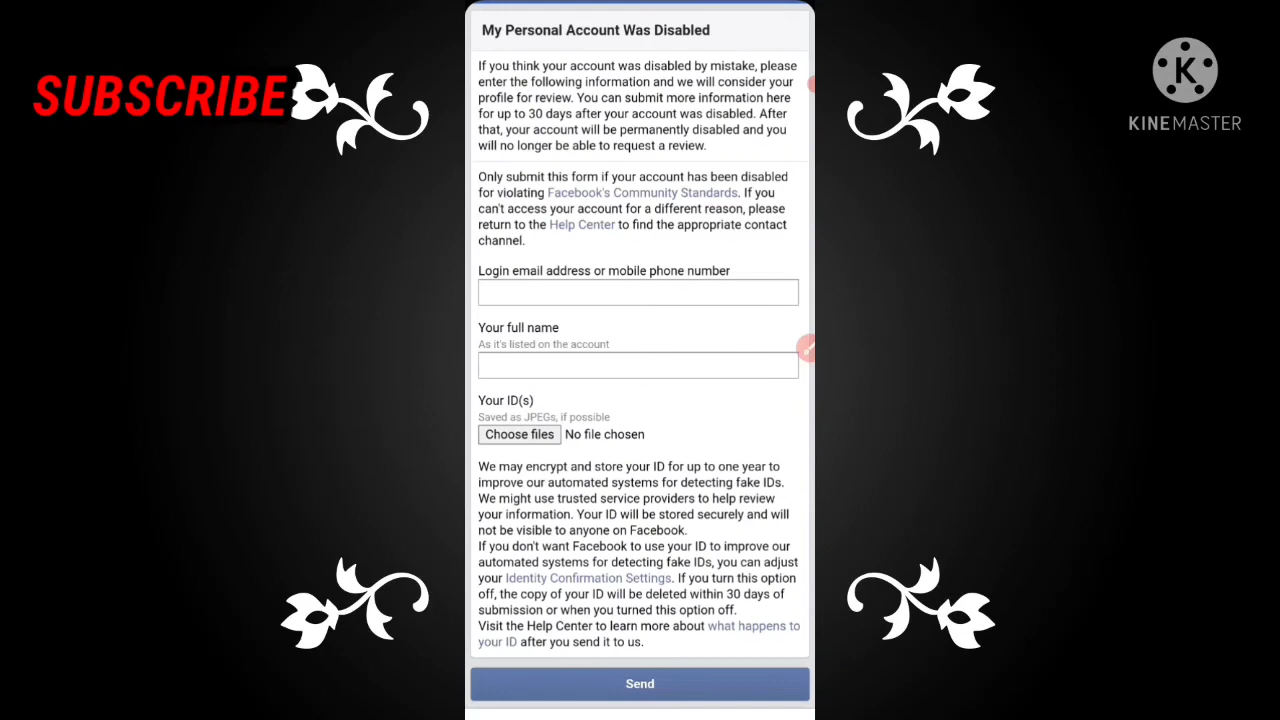 SUBSCRIBE
K
KINEMASTER
My Personal Account Was Disabled
If you think your account was disabled by mistake, please
enter the following information and we will consider your
profile for review. You can submit more information here
for up to 30 days after your account was disabled. After
that, your account will be permanently disabled and you
will no longer be able to request a review.
Only submit this form if your account has been disabled
for violating Facebook's Community Standards. If you
can't access your account for a different reason, please
return to the Help Center to find the appropriate contact
channel.
Login email address or mobile phone number
Your full name
As it's listed on the account
Your ID(s)
Saved as JPEGs, if possible
Choose files No file chosen
We may encrypt and store your ID for up to one year to
improve our automated systems for detecting fake IDs.
We might use trusted service providers to help review
your information. Your ID will be stored securely and will
not be visible to anyone on Facebook.
If you don't want Facebook to use your ID to improve our
automated systems for detecting fake IDs, you can adjust
your Identity Confirmation Settings. If you turn this option
off, the copy of your ID will be deleted within 30 days of
submission or when you turned this option off.
Visit the Help Center to learn more about what happens to
your ID after you send it to us.
Send